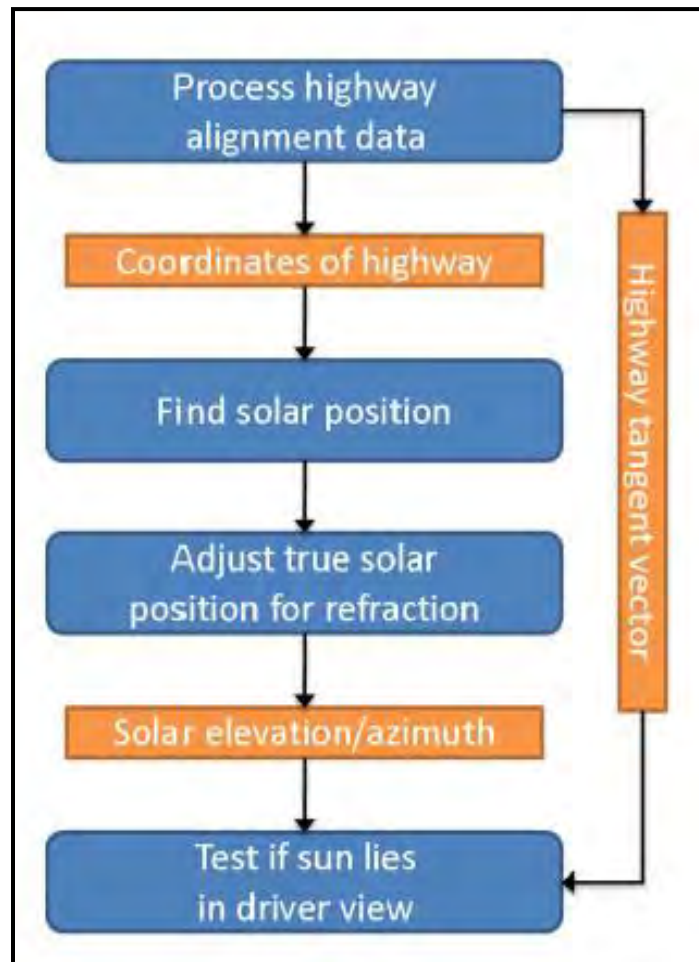 Process highway
alignment data
Coordinates of highway
Find solar position
Adjust true solar
position for refraction
Solar elevation/azimuth
Test if sun lies
in driver view
Highway tangent vector